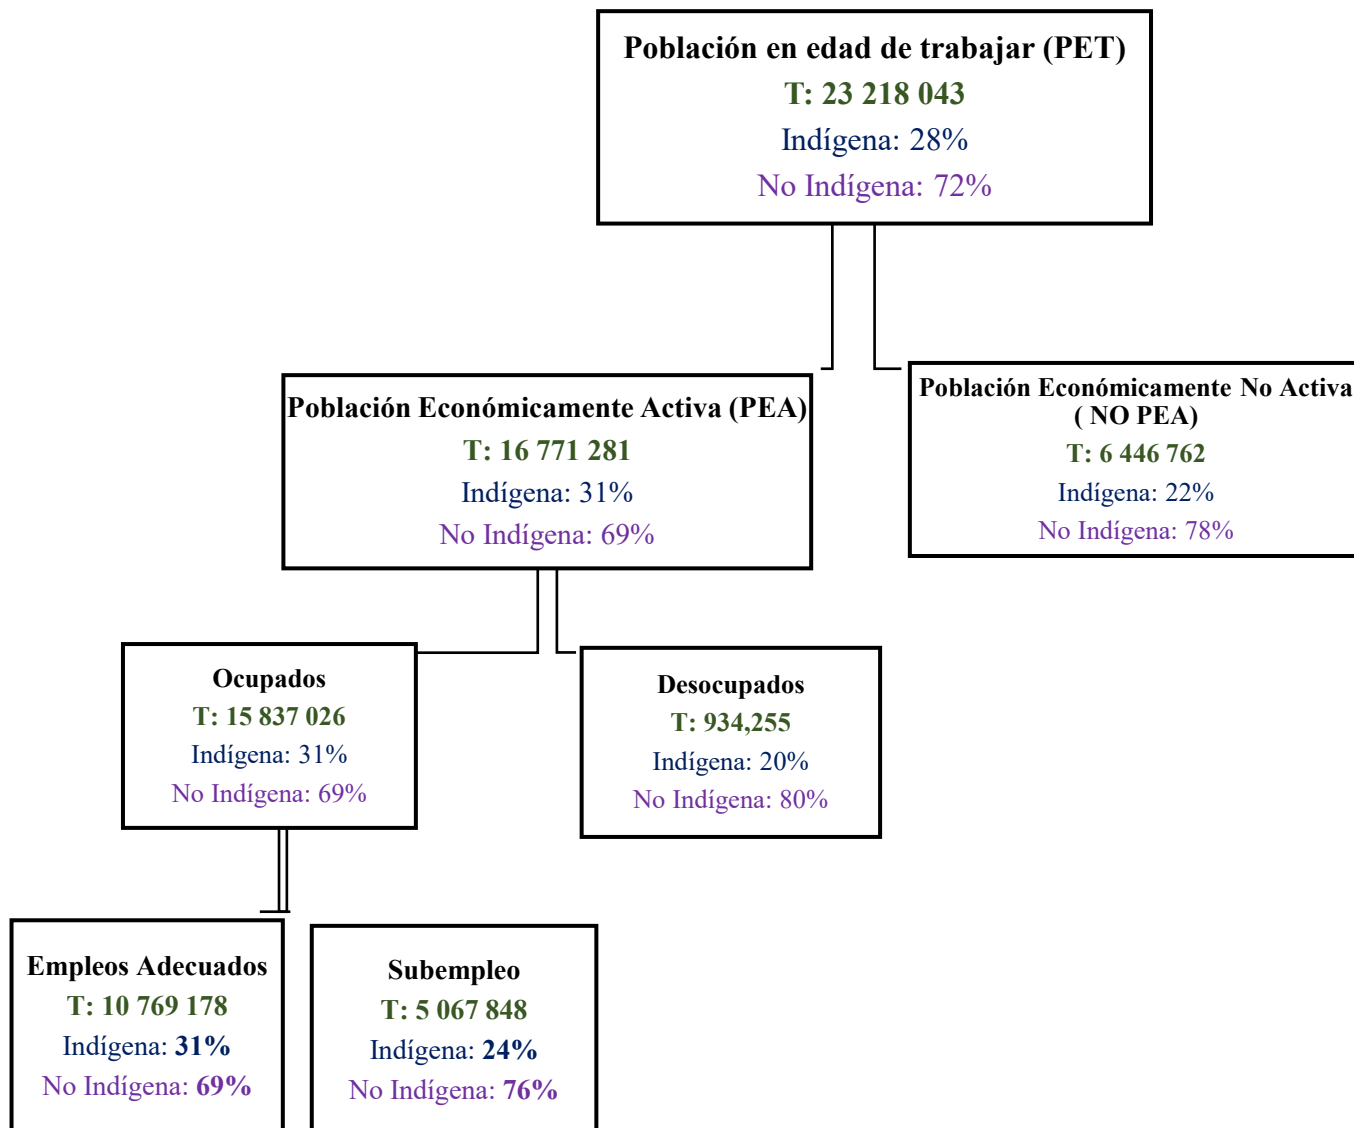 Población en edad de trabajar (PET)
T: 23 218 043
Indígena: 28%
No Indígena: 72%
Población Económicamente Activa (PEA)
T: 16 771 281
Indígena: 31%
No Indígena: 69%
Población Económicamente No Activa
( NO PEA)
T: 6 446 762
Indígena: 22%
No Indígena: 78%
Ocupados
T: 15 837 026
Indígena: 31%
No Indígena: 69%
Desocupados
T: 934,255
Indígena: 20%
No Indígena: 80%
Empleos Adecuados
T: 10 769 178
Indígena: 31%
No Indígena: 69%
Subempleo
T: 5 067 848
Indígena: 24%
No Indígena: 76%